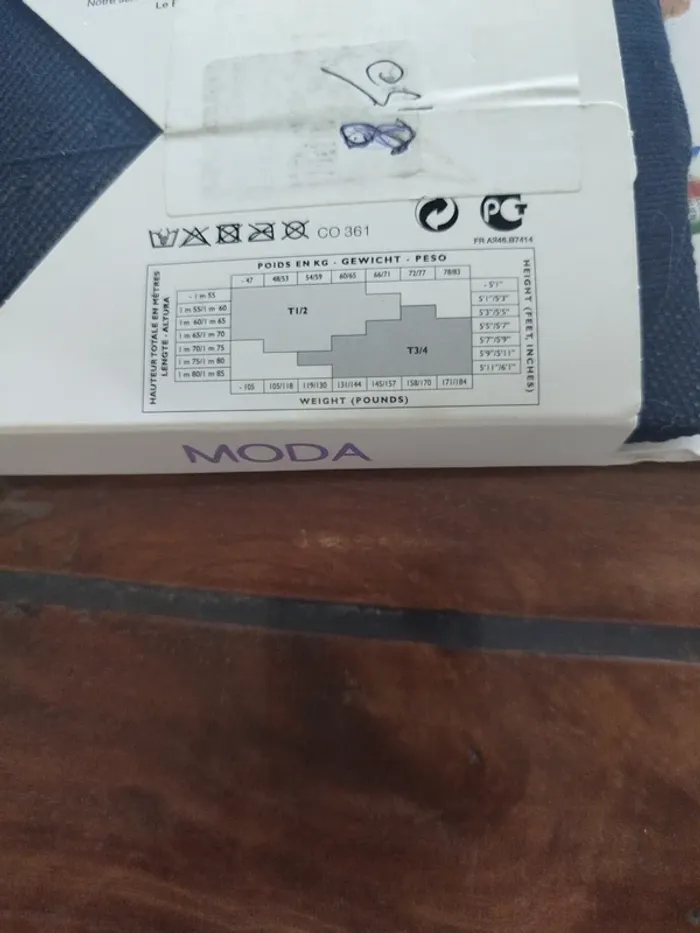 Le
8,50
CO 361
FR.A946.B7414
POIDS EN KG - GEWICHT - PESO
- 47 48/53 54/59 60/65 66/71 72/77 78/83
HAUTEUR TOTALE EN MÈTRES
LENGTE - ALTURA
- 1 m 55
1 m 55/1 m 60
1 m 60/1 m 65
1 m 65/1 m 70
1 m 70/1 m 75
1 m 75/1 m 80
1 m 80/1 m 85
T1/2
T3/4
- 5'1"
5'1"/5'3"
5'3"/5'5"
5'5"/5'7"
5'7"/5'9"
5'9"/5'11"
5'11"/6'1"
HEIGHT (FEET, INCHES)
- 105 105/118 119/130 131/144 145/157 158/170 171/184
WEIGHT (POUNDS)
MODA